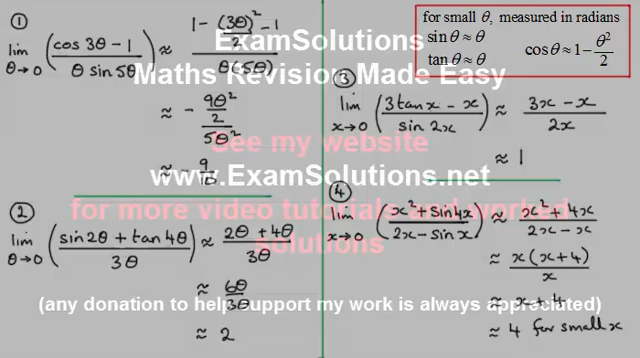 for small θ, measured in radians
sin θ ≈ θ
tan θ ≈ θ
cos θ ≈ 1 − θ²/2
ExamSolutions
Maths Revision Made Easy
See my website
www.ExamSolutions.net
for more video tutorials and worked
solutions
(any donation to help support my work is always appreciated)
①
lim θ→0 ((cos 3θ − 1)/(θ sin 5θ)) ≈ (1 − (3θ)²/2 − 1)/(θ(5θ))
≈ − (9θ²/2)/(5θ²)
≈ − 9
②
lim θ→0 ((sin 2θ + tan 4θ)/3θ) ≈ (2θ + 4θ)/3θ
≈ 6θ/3θ
≈ 2
③
lim x→0 ((3 tan x − x)/sin 2x) ≈ (3x − x)/2x
≈ 1
④
lim x→0 ((x² + sin 4x)/(2x − sin x)) ≈ (x² + 4x)/(2x − x)
≈ x(x + 4)/x
≈ x + 4
≈ 4 for small x